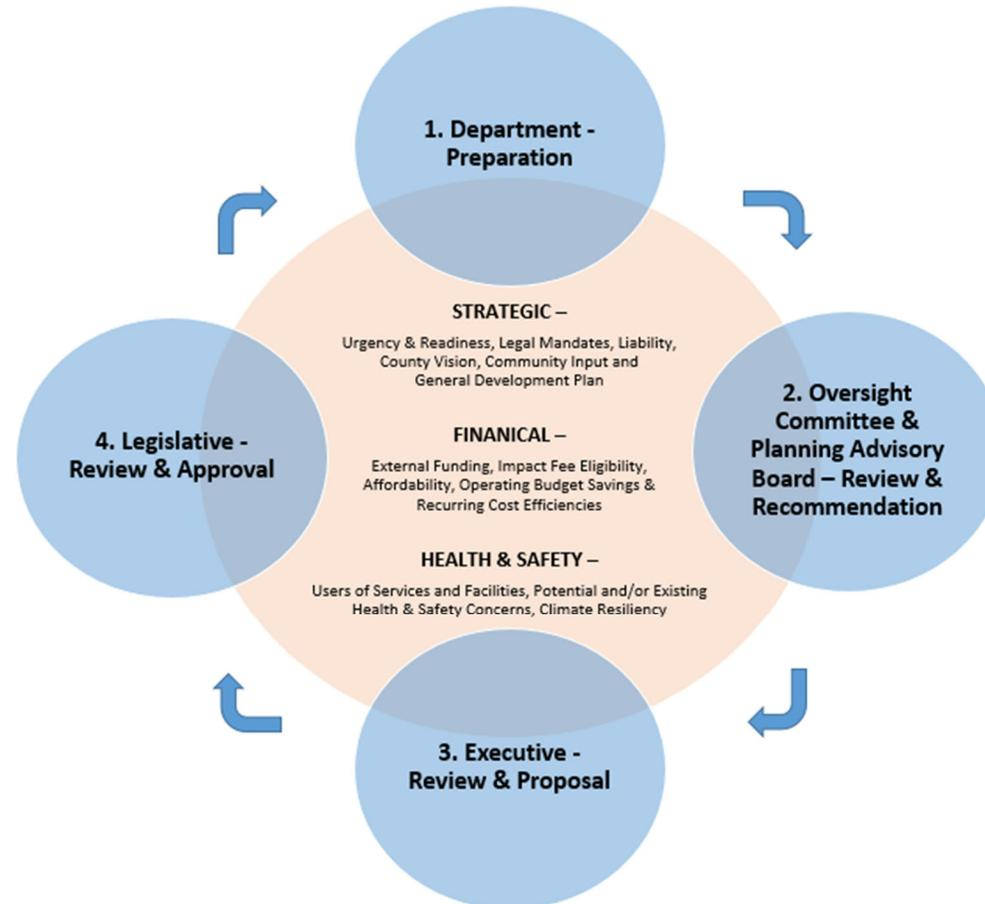 1. Department -
Preparation
STRATEGIC –
Urgency & Readiness, Legal Mandates, Liability,
County Vision, Community Input and
General Development Plan
2. Oversight
Committee &
Planning Advisory
Board – Review &
Recommendation
4. Legislative -
Review & Approval
FINANICAL –
External Funding, Impact Fee Eligibility,
Affordability, Operating Budget Savings &
Recurring Cost Efficiencies
HEALTH & SAFETY –
Users of Services and Facilities, Potential and/or Existing
Health & Safety Concerns, Climate Resiliency
3. Executive -
Review & Proposal